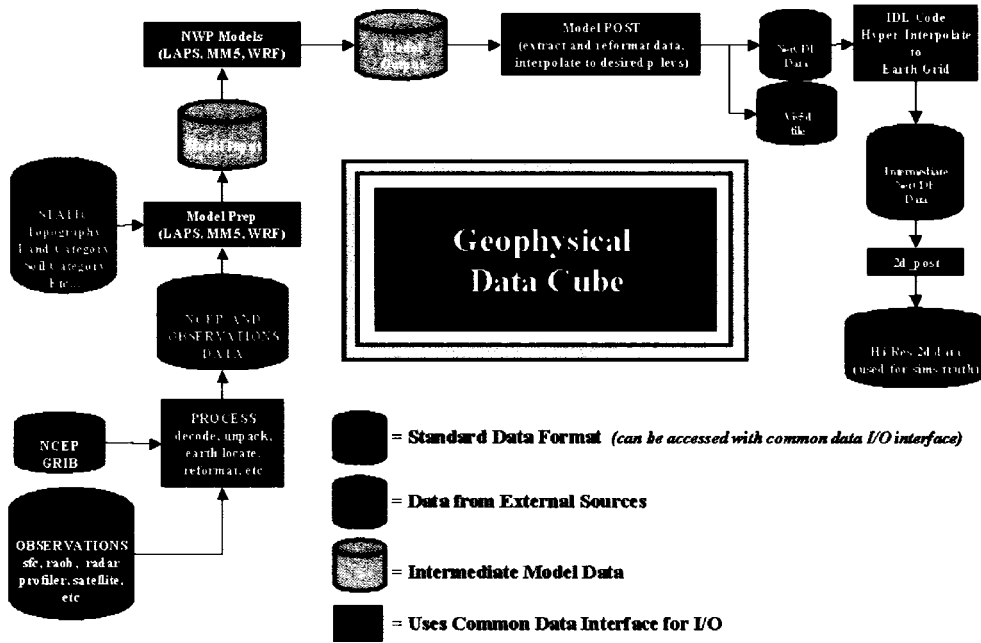 NWP Models
(LAPS, MM5, WRF)
Model
Output
Model POST
(extract and reformat data,
interpolate to desired p levs)
NetCDF
Data
Vis5d
file
IDL Code
Hyper Interpolate
to
Earth Grid
Model Input
Intermediate
NetCDF
Data
STATIC
Topography
Land Category
Soil Category
Etc...
Model Prep
(LAPS, MM5, WRF)
Geophysical
Data Cube
2d_post
NCEP AND
OBSERVATIONS
DATA
Hi-Res 2d data
(used for sims truth)
NCEP
GRIB
PROCESS
decode, unpack,
earth locate,
reformat, etc
OBSERVATIONS
sfc, raob, radar
profiler, satellite,
etc
= Standard Data Format (can be accessed with common data I/O interface)
= Data from External Sources
= Intermediate Model Data
= Uses Common Data Interface for I/O